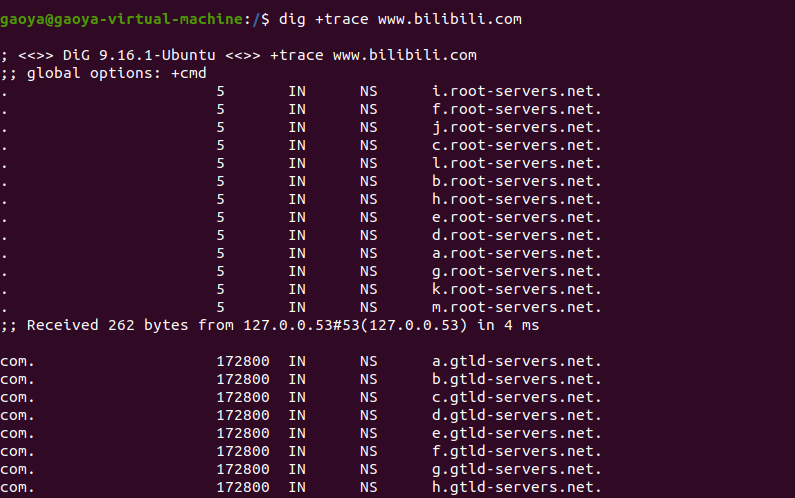 gaoya@gaoya-virtual-machine:/$ dig +trace www.bilibili.com
; <<>> DiG 9.16.1-Ubuntu <<>> +trace www.bilibili.com
;; global options: +cmd
. 5 IN NS i.root-servers.net.
. 5 IN NS f.root-servers.net.
. 5 IN NS j.root-servers.net.
. 5 IN NS c.root-servers.net.
. 5 IN NS l.root-servers.net.
. 5 IN NS b.root-servers.net.
. 5 IN NS h.root-servers.net.
. 5 IN NS e.root-servers.net.
. 5 IN NS d.root-servers.net.
. 5 IN NS a.root-servers.net.
. 5 IN NS g.root-servers.net.
. 5 IN NS k.root-servers.net.
. 5 IN NS m.root-servers.net.
;; Received 262 bytes from 127.0.0.53#53(127.0.0.53) in 4 ms
com. 172800 IN NS a.gtld-servers.net.
com. 172800 IN NS b.gtld-servers.net.
com. 172800 IN NS c.gtld-servers.net.
com. 172800 IN NS d.gtld-servers.net.
com. 172800 IN NS e.gtld-servers.net.
com. 172800 IN NS f.gtld-servers.net.
com. 172800 IN NS g.gtld-servers.net.
com. 172800 IN NS h.gtld-servers.net.